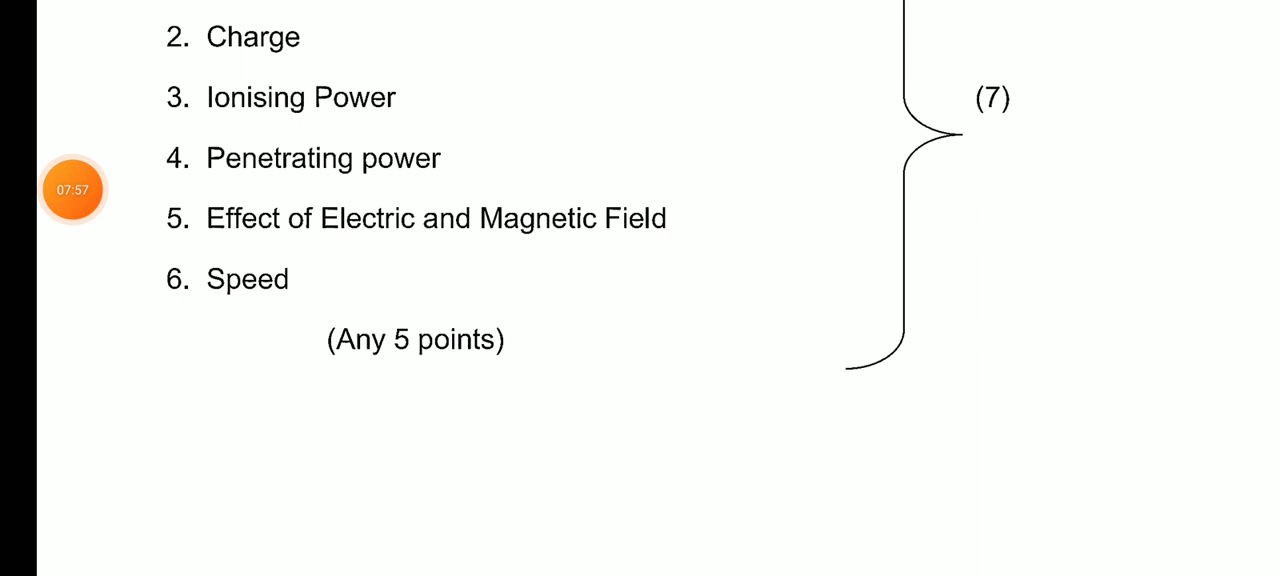 2. Charge
3. Ionising Power
(7)
4. Penetrating power
07:57
5. Effect of Electric and Magnetic Field
6. Speed
(Any 5 points)